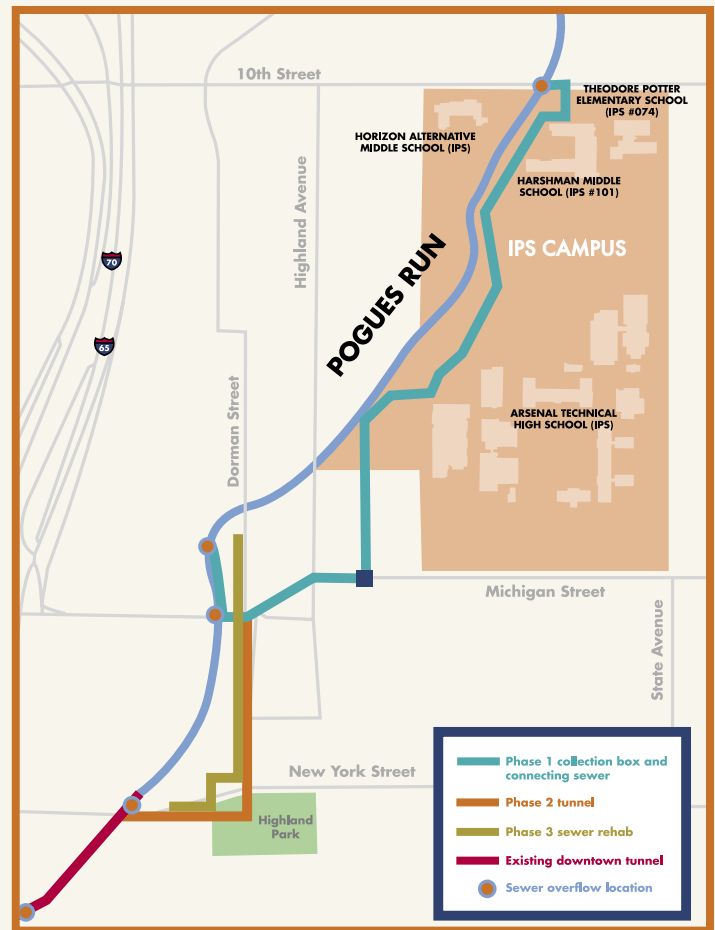 10th Street
THEODORE POTTER
ELEMENTARY SCHOOL
(IPS #074)
HORIZON ALTERNATIVE
MIDDLE SCHOOL (IPS)
HARSHMAN MIDDLE
SCHOOL (IPS #101)
Highland Avenue
IPS CAMPUS
POGUES RUN
70
65
Dorman Street
ARSENAL TECHNICAL
HIGH SCHOOL (IPS)
Michigan Street
State Avenue
New York Street
Highland
Park
Phase 1 collection box and
connecting sewer
Phase 2 tunnel
Phase 3 sewer rehab
Existing downtown tunnel
Sewer overflow location